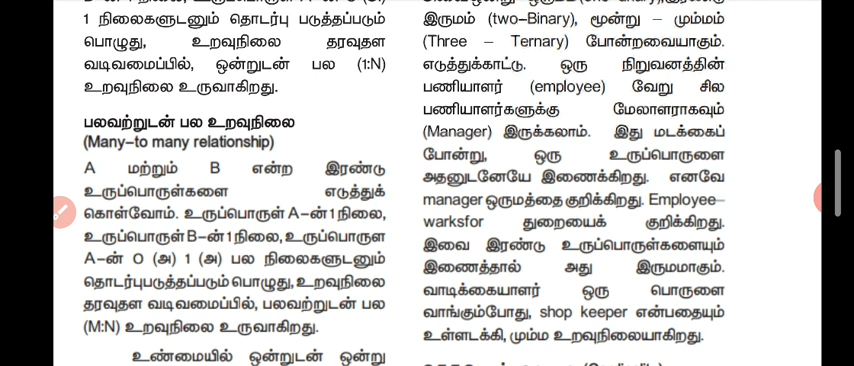 1 நிலைகளுடனும் தொடர்பு படுத்தப்படும்
பொழுது, உறவுநிலை தரவுதள
வடிவமைப்பில், ஒன்றுடன் பல (1:N)
உறவுநிலை உருவாகிறது.
பலவற்றுடன் பல உறவுநிலை
(Many–to many relationship)
A மற்றும் B என்ற இரண்டு
உருப்பொருள்களை எடுத்துக்
கொள்வோம். உருப்பொருள் A–ன் 1 நிலை,
உருப்பொருள் B–ன் 1 நிலை, உருப்பொருள
A–ன் O (அ) 1 (அ) பல நிலைகளுடனும்
தொடர்புபடுத்தப்படும் பொழுது, உறவுநிலை
தரவுதள வடிவமைப்பில், பலவற்றுடன் பல
(M:N) உறவுநிலை உருவாகிறது.
உண்மையில் ஒன்றுடன் ஒன்று
இருமம் (two–Binary), மூன்று – மும்மம்
(Three – Ternary) போன்றவையாகும்.
எடுத்துக்காட்டு. ஒரு நிறுவனத்தின்
பணியாளர் (employee) வேறு சில
பணியாளர்களுக்கு மேலாளராகவும்
(Manager) இருக்கலாம். இது மடக்கைப்
போன்று, ஒரு உருப்பொருளை
அதனுடனேயே இணைக்கிறது. எனவே
manager ஒருமத்தை குறிக்கிறது. Employee–
warksfor துறையைக் குறிக்கிறது.
இவை இரண்டு உருப்பொருள்களையும்
இணைத்தால் அது இருமமாகும்.
வாடிக்கையாளர் ஒரு பொருளை
வாங்கும்போது, shop keeper என்பதையும்
உள்ளடக்கி, மும்ம உறவுநிலையாகிறது.